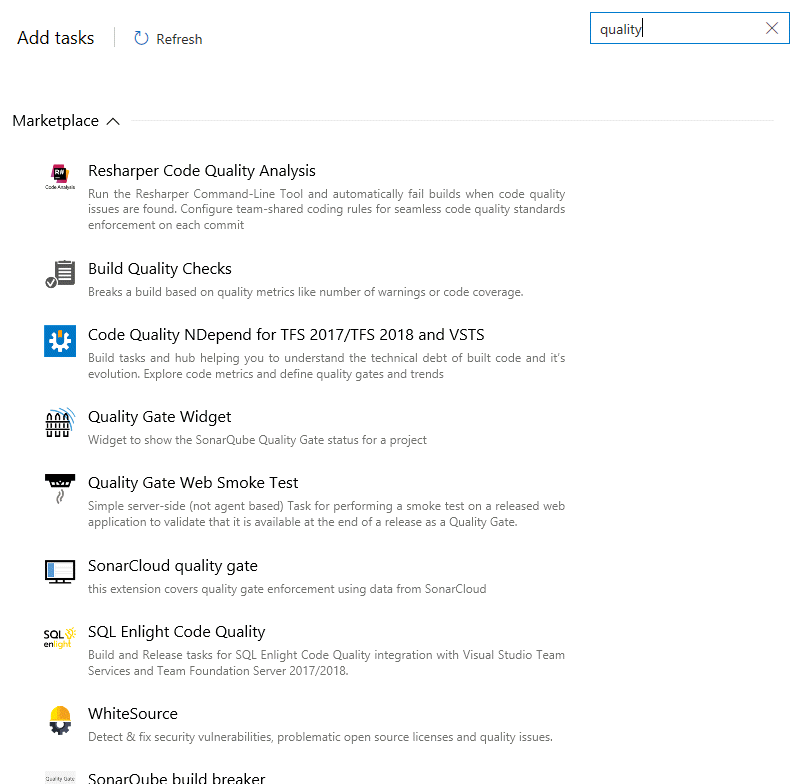 Add tasks
Refresh
quality
Marketplace
R#
Code Analysis
Resharper Code Quality Analysis
Run the Resharper Command-Line Tool and automatically fail builds when code quality
issues are found. Configure team-shared coding rules for seamless code quality standards
enforcement on each commit
Build Quality Checks
Breaks a build based on quality metrics like number of warnings or code coverage.
Code Quality NDepend for TFS 2017/TFS 2018 and VSTS
Build tasks and hub helping you to understand the technical debt of built code and it's
evolution. Explore code metrics and define quality gates and trends
Quality Gate Widget
Widget to show the SonarQube Quality Gate status for a project
Quality Gate Web Smoke Test
Simple server-side (not agent based) Task for performing a smoke test on a released web
application to validate that it is available at the end of a release as a Quality Gate.
SonarCloud quality gate
this extension covers quality gate enforcement using data from SonarCloud
SQL
enlight
SQL Enlight Code Quality
Build and Release tasks for SQL Enlight Code Quality integration with Visual Studio Team
Services and Team Foundation Server 2017/2018.
WhiteSource
Detect & fix security vulnerabilities, problematic open source licenses and quality issues.
Quality Gate
SonarQube build breaker